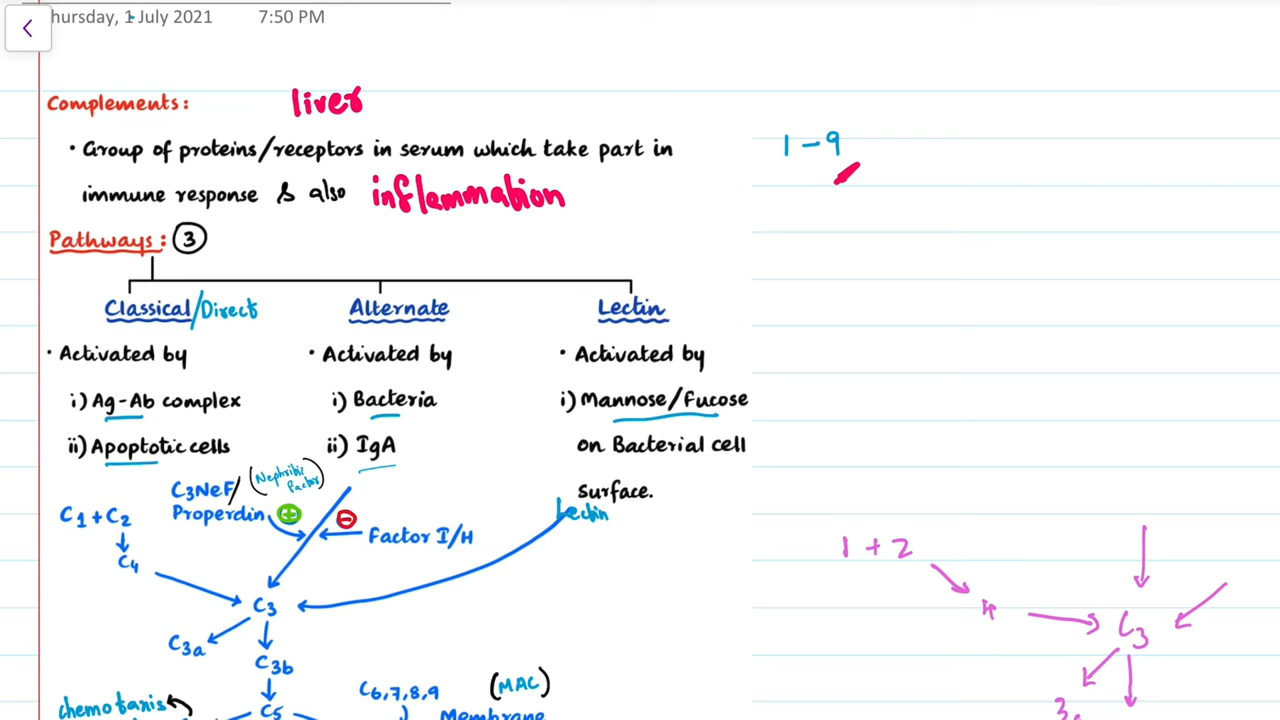 hursday, 1 July 2021 7:50 PM
Complements: liver
• Group of proteins/receptors in serum which take part in
immune response & also inflammation
1 - 9
Pathways: 3
Classical/Direct
• Activated by
i) Ag-Ab complex
ii) Apoptotic cells
Alternate
• Activated by
i) Bacteria
ii) IgA
Lectin
• Activated by
i) Mannose/Fucose
on Bacterial cell
surface.
Lectin
C3NeF/ (Nephritic
Factor)
Properdin + - Factor I/H
C1 + C2
C4
C3
C3a
C3b
C5
chemotaxis
C6,7,8,9 (MAC)
Membrane
1 + 2
4
C3